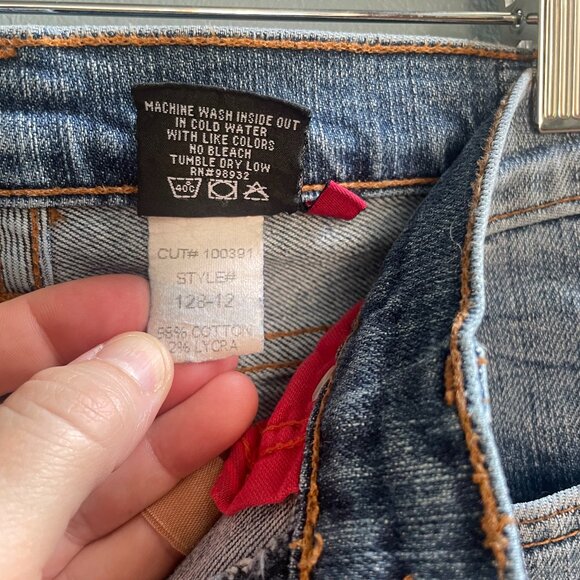 MACHINE WASH INSIDE OUT
IN COLD WATER
WITH LIKE COLORS
NO BLEACH
TUMBLE DRY LOW
RN#98932
40C
CUT# 100391
STYLE#
128-12
98% COTTON
2% LYCRA